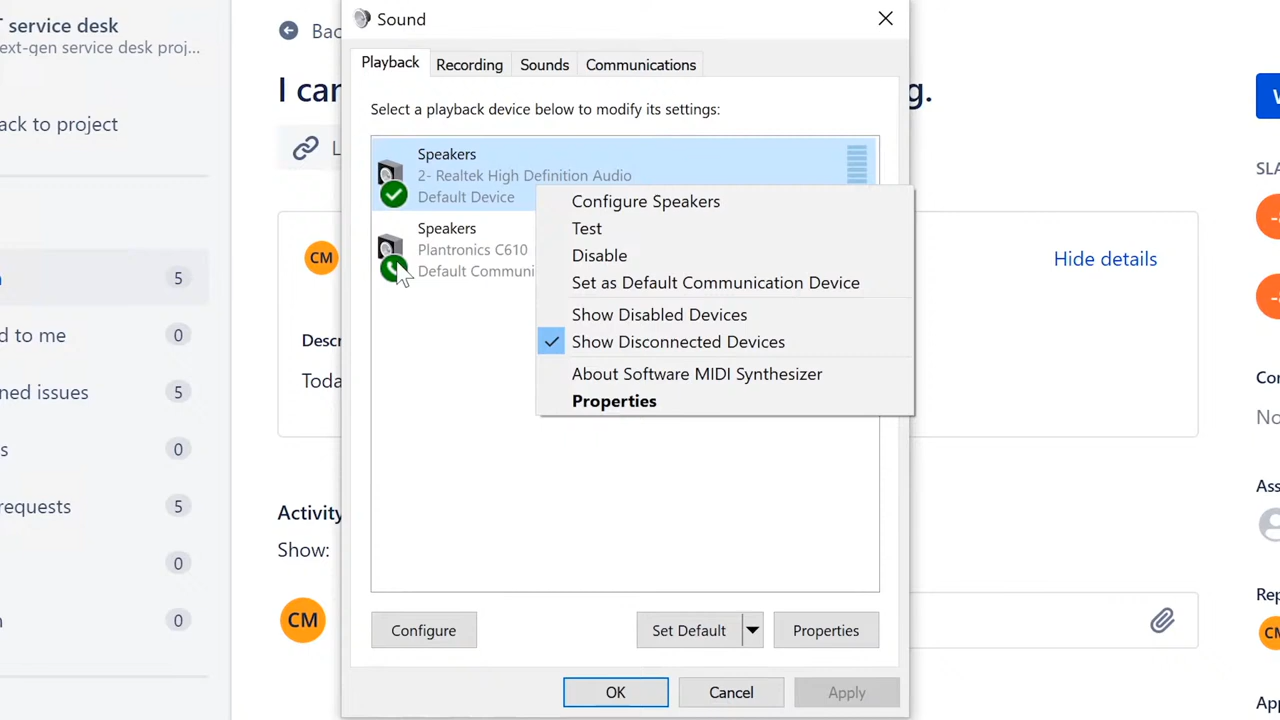 service desk
ext-gen service desk proj...
ack to project
5
d to me
0
ned issues
5
s
0
requests
5
0
0
Bac
I can
g.
L
CM
Hide details
Descr
Toda
Activity
Show:
CM
SLA
Con
No
Ass
Rep
CM
App
Sound
Playback
Recording
Sounds
Communications
Select a playback device below to modify its settings:
Speakers
2- Realtek High Definition Audio
Default Device
Speakers
Plantronics C610
Default Communi
Configure Speakers
Test
Disable
Set as Default Communication Device
Show Disabled Devices
Show Disconnected Devices
About Software MIDI Synthesizer
Properties
Configure
Set Default
Properties
OK
Cancel
Apply